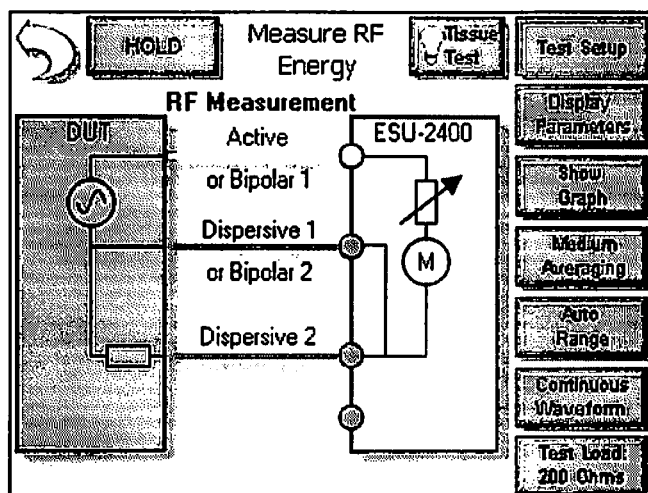 HOLD
Measure RF
Energy
Tissue
Test
Test Setup
RF Measurement
Display
Parameters
DUT
Active
ESU-2400
or Bipolar 1
Show
Graph
Dispersive 1
or Bipolar 2
M
Medium
Averaging
Dispersive 2
Auto
Range
Continuous
Waveform
Test Load:
200 Ohms